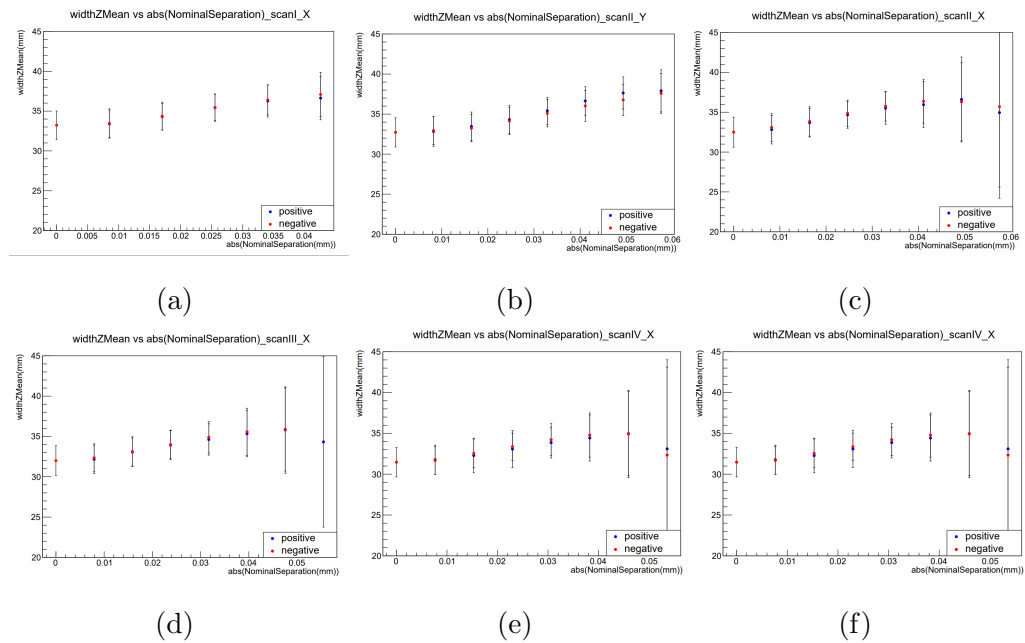 widthZMean vs abs(NominalSeparation)_scanI_X
widthZMean(mm)
45
40
35
30
25
20
0 0.005 0.01 0.015 0.02 0.025 0.03 0.035 0.04
abs(NominalSeparation(mm))
positive
negative
(a)
widthZMean vs abs(NominalSeparation)_scanII_Y
widthZMean(mm)
45
40
35
30
25
20
0 0.01 0.02 0.03 0.04 0.05 0.06
abs(NominalSeparation(mm))
positive
negative
(b)
widthZMean vs abs(NominalSeparation)_scanII_X
widthZMean(mm)
45
40
35
30
25
20
0 0.01 0.02 0.03 0.04 0.05 0.06
abs(NominalSeparation(mm))
positive
negative
(c)
widthZMean vs abs(NominalSeparation)_scanIII_X
widthZMean(mm)
45
40
35
30
25
20
0 0.01 0.02 0.03 0.04 0.05
abs(NominalSeparation(mm))
positive
negative
(d)
widthZMean vs abs(NominalSeparation)_scanIV_X
widthZMean(mm)
45
40
35
30
25
20
0 0.01 0.02 0.03 0.04 0.05
abs(NominalSeparation(mm))
positive
negative
(e)
widthZMean vs abs(NominalSeparation)_scanIV_X
widthZMean(mm)
45
40
35
30
25
20
0 0.01 0.02 0.03 0.04 0.05
abs(NominalSeparation(mm))
positive
negative
(f)